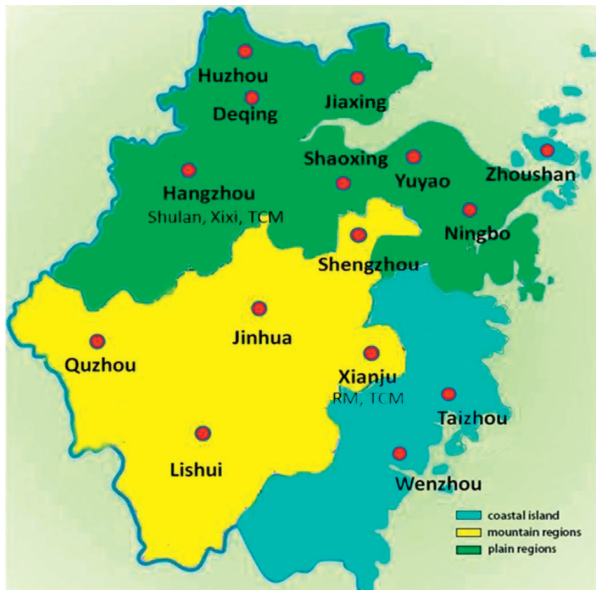 Huzhou
Deqing
Jiaxing
Shaoxing
Yuyao
Zhoushan
Hangzhou
Shulan, Xixi, TCM
Ningbo
Shengzhou
Jinhua
Quzhou
Xianju
RM, TCM
Taizhou
Lishui
Wenzhou
coastal island
mountain regions
plain regions